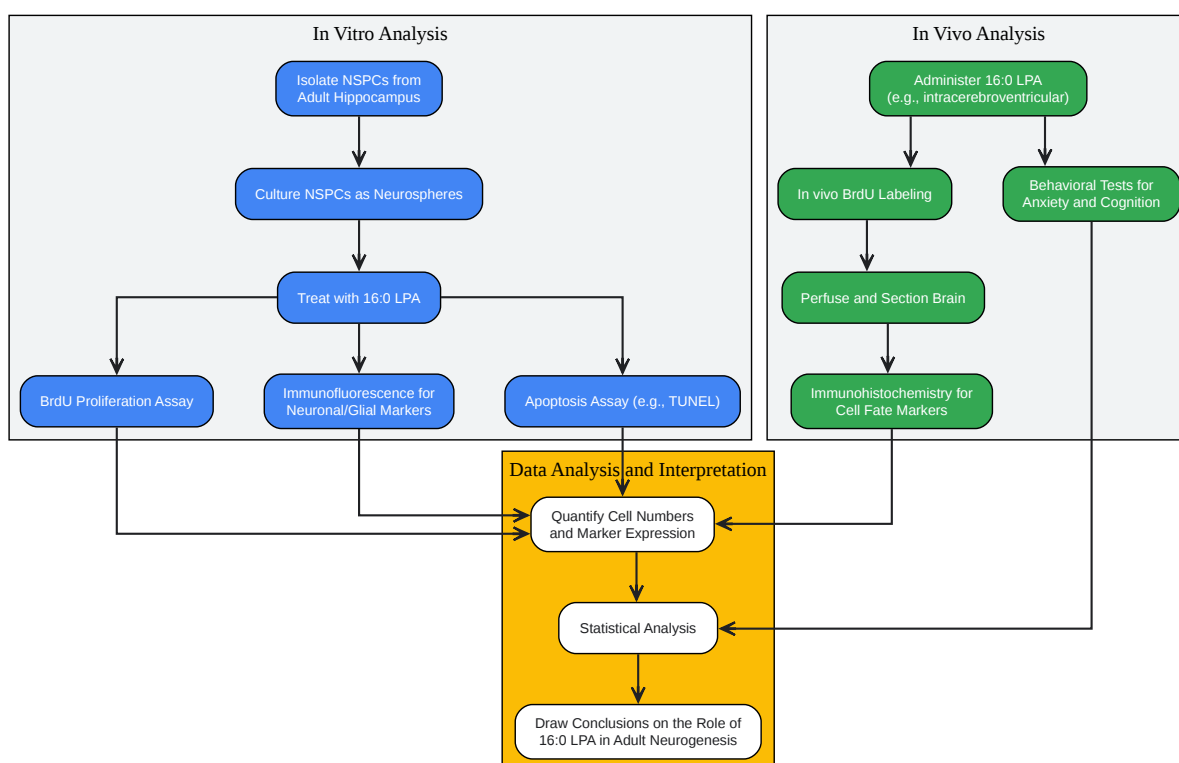 In Vitro Analysis
Isolate NSPCs from
Adult Hippocampus
Culture NSPCs as Neurospheres
Treat with 16:0 LPA
BrdU Proliferation Assay
Immunofluorescence for
Neuronal/Glial Markers
Apoptosis Assay (e.g., TUNEL)
In Vivo Analysis
Administer 16:0 LPA
(e.g., intracerebroventricular)
In vivo BrdU Labeling
Behavioral Tests for
Anxiety and Cognition
Perfuse and Section Brain
Immunohistochemistry for
Cell Fate Markers
Data Analysis and Interpretation
Quantify Cell Numbers
and Marker Expression
Statistical Analysis
Draw Conclusions on the Role of
16:0 LPA in Adult Neurogenesis